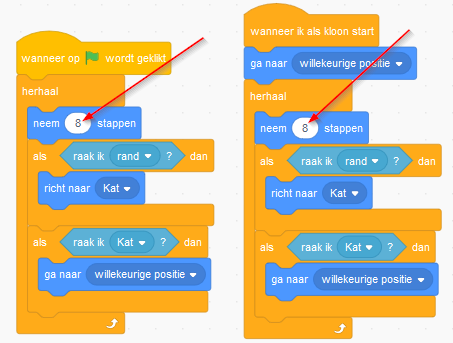 wanneer op wordt geklikt
herhaal
neem 8 stappen
als raak ik rand ? dan
richt naar Kat
als raak ik Kat ? dan
ga naar willekeurige positie
wanneer ik als kloon start
ga naar willekeurige positie
herhaal
neem 8 stappen
als raak ik rand ? dan
richt naar Kat
als raak ik Kat ? dan
ga naar willekeurige positie